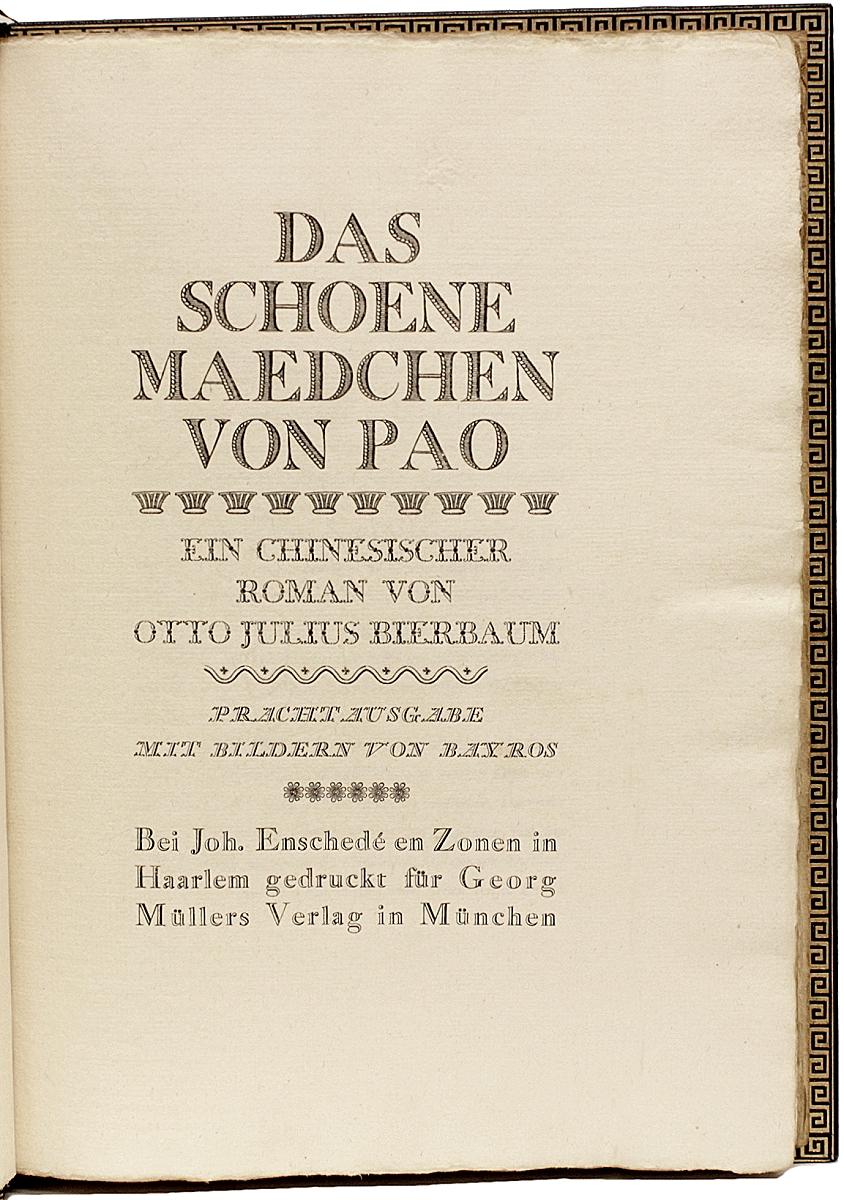 DAS
SCHOENE
MAEDCHEN
VON PAO
EIN CHINESISCHER
ROMAN VON
OTTO JULIUS BIERBAUM
PRACHTAUSGABE
MIT BILDERN VON BAYROS
Bei Joh. Enschedé en Zonen in
Haarlem gedruckt für Georg
Müllers Verlag in München